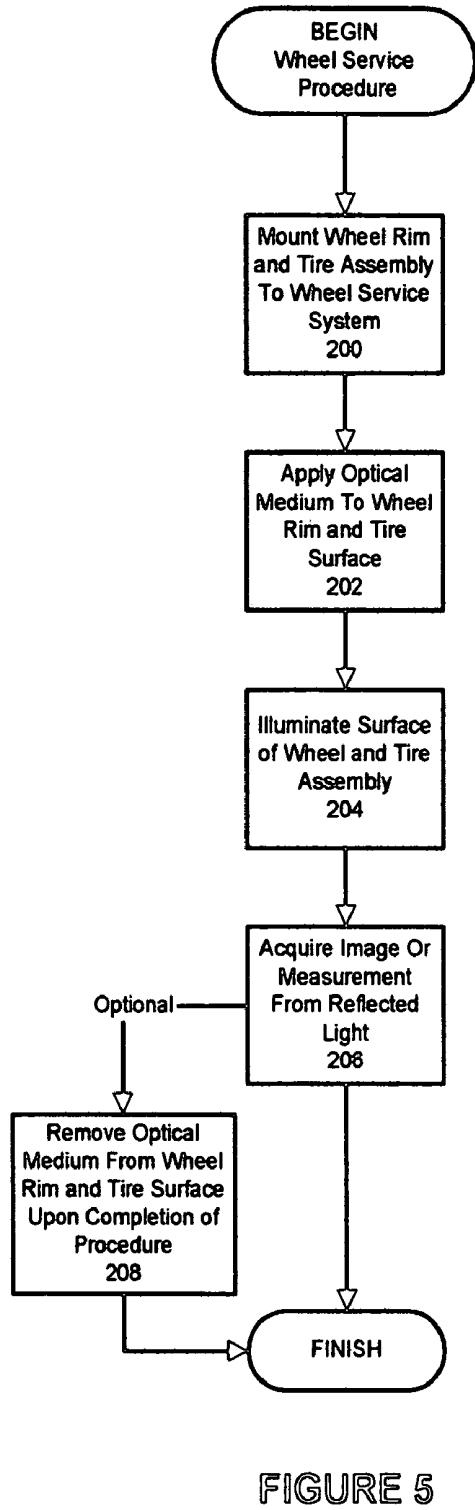 BEGIN
Wheel Service
Procedure
Mount Wheel Rim
and Tire Assembly
To Wheel Service
System
200
Apply Optical
Medium To Wheel
Rim and Tire
Surface
202
Illuminate Surface
of Wheel and Tire
Assembly
204
Acquire Image Or
Measurement
From Reflected
Light
206
Optional
Remove Optical
Medium From Wheel
Rim and Tire Surface
Upon Completion of
Procedure
208
FINISH
FIGURE 5